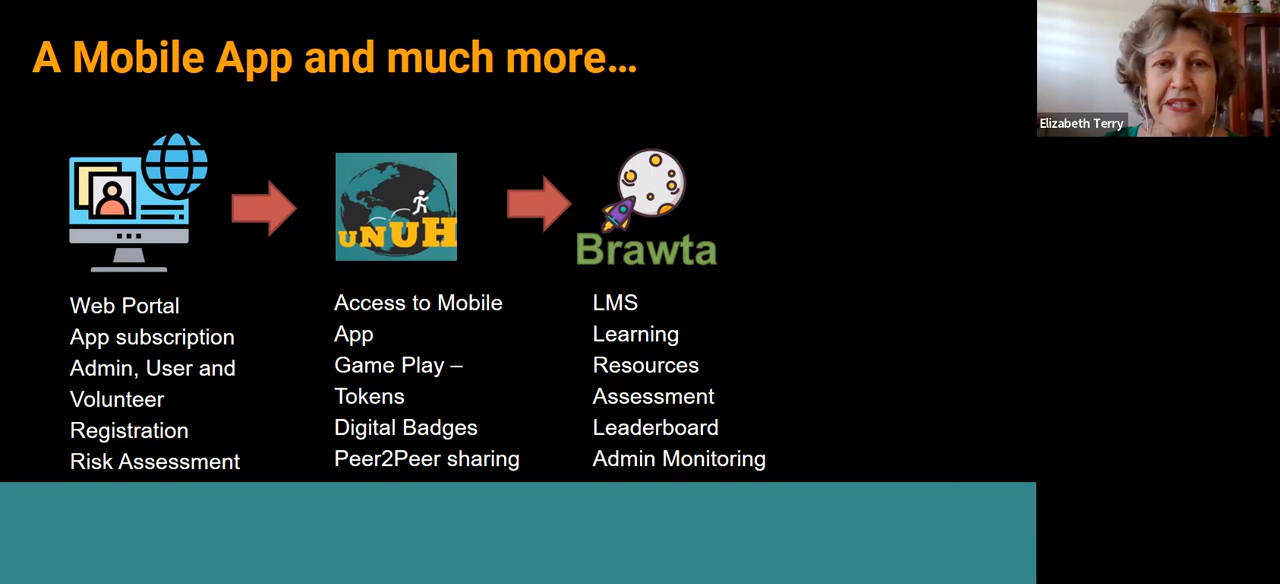 A Mobile App and much more...
Elizabeth Terry
UNUH
Brawta
Web Portal
App subscription
Admin, User and
Volunteer
Registration
Risk Assessment
Access to Mobile
App
Game Play –
Tokens
Digital Badges
Peer2Peer sharing
LMS
Learning
Resources
Assessment
Leaderboard
Admin Monitoring